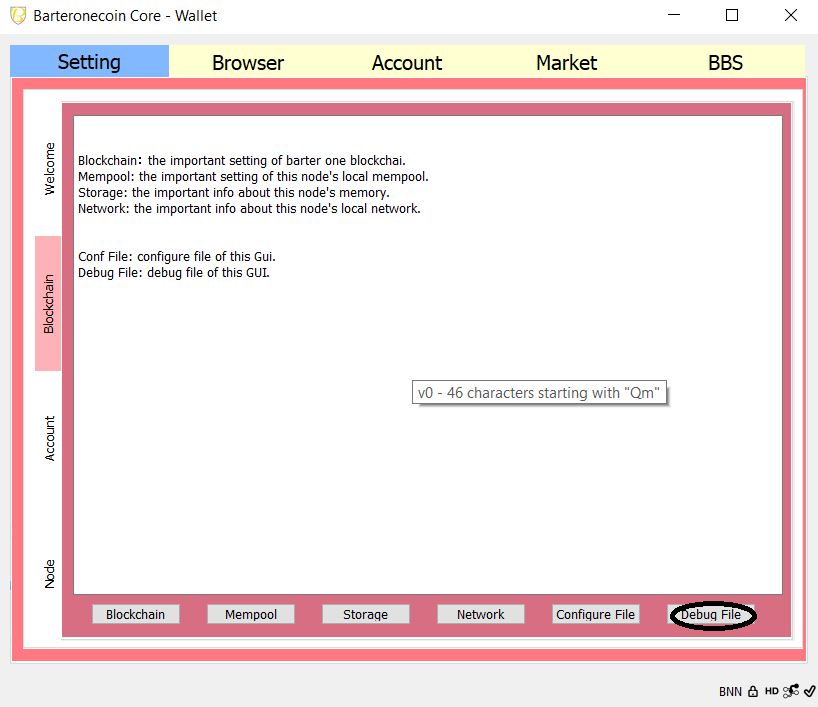 Barteronecoin Core - Wallet
Setting Browser Account Market BBS
Welcome
Blockchain
Account
Node
Blockchain: the important setting of barter one blockchai.
Mempool: the important setting of this node's local mempool.
Storage: the important info about this node's memory.
Network: the important info about this node's local network.
Conf File: configure file of this Gui.
Debug File: debug file of this GUI.
v0 - 46 characters starting with "Qm"
Blockchain Mempool Storage Network Configure File Debug File
BNN HD